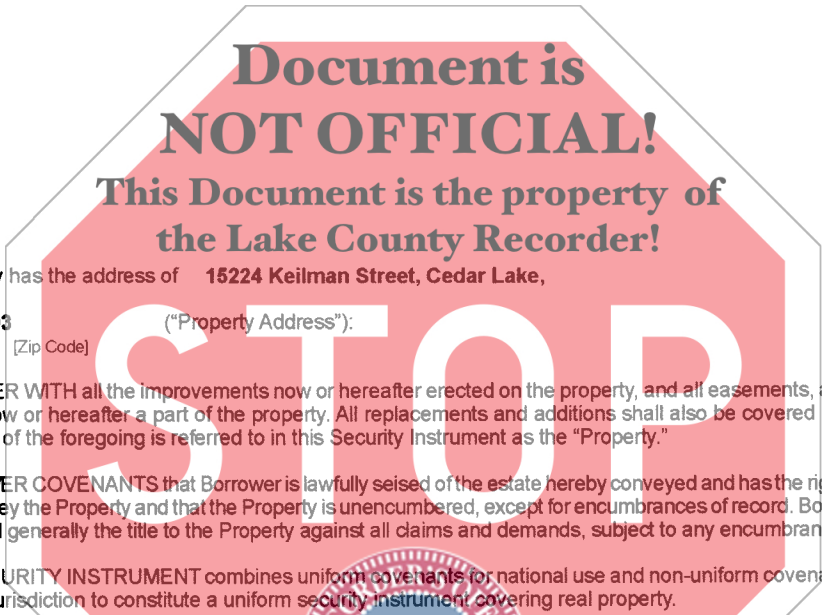 Document is
NOT OFFICIAL!
This Document is the property of
the Lake County Recorder!
has the address of 15224 Keilman Street, Cedar Lake,
3 ("Property Address"):
[Zip Code]
STOP
ER WITH all the improvements now or hereafter erected on the property, and all easements, a
ow or hereafter a part of the property. All replacements and additions shall also be covered
of the foregoing is referred to in this Security Instrument as the “Property.”
ER COVENANTS that Borrower is lawfully seised of the estate hereby conveyed and has the rig
ey the Property and that the Property is unencumbered, except for encumbrances of record. Bo
generally the title to the Property against all claims and demands, subject to any encumbran
URITY INSTRUMENT combines uniform covenants for national use and non-uniform covena
urisdiction to constitute a uniform security instrument covering real property.